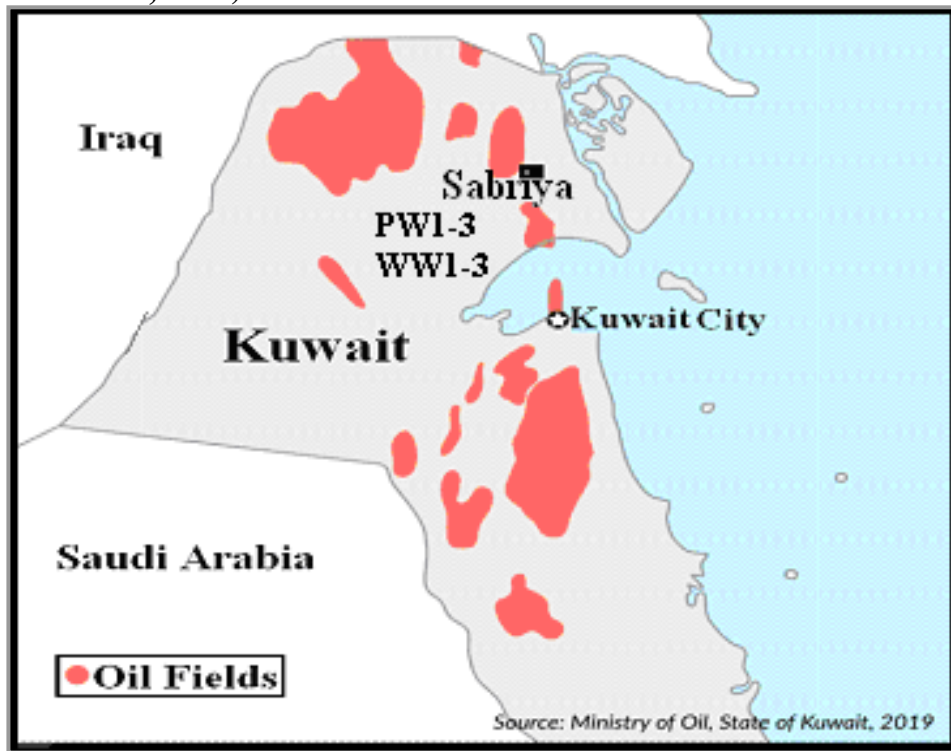 Iraq
Sabriya
PW1-3
WW1-3
Kuwait City
Kuwait
Saudi Arabia
Oil Fields
Source: Ministry of Oil, State of Kuwait, 2019